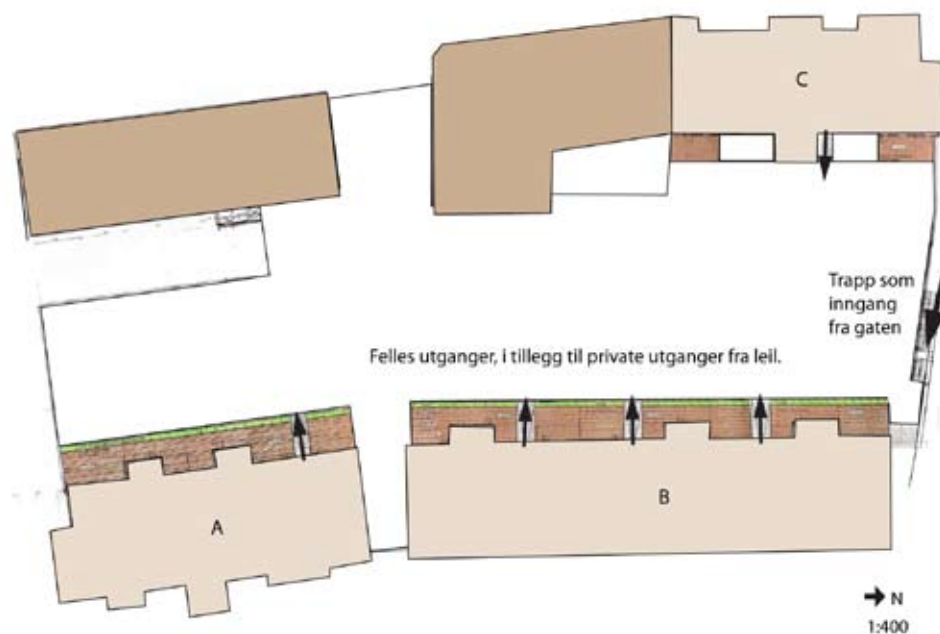 C
Trapp som
inngang
fra gaten
Felles utganger, i tillegg til private utganger fra leil.
A
B
N
1:400